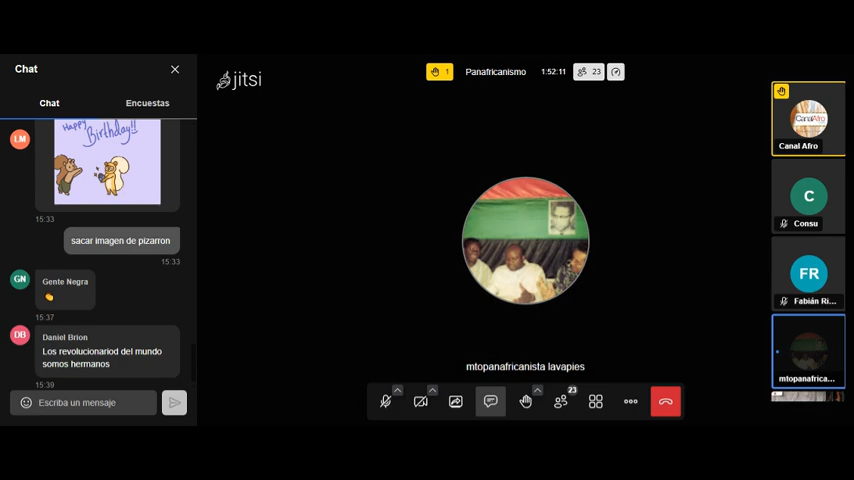 Chat
Chat
Encuestas
LM
Happy
Birthday!!
15:33
sacar imagen de pizarron
15:33
GN
Gente Negra
15:37
DB
Daniel Brion
Los revolucionariod del mundo
somos hermanos
15:39
Escriba un mensaje
jitsi
1
Panafricanismo
1:52:11
23
mtopanafricanista lavapies
23
CanalAfro
Canal Afro
C
Consu
FR
Fabián Ri...
mtopanafrica...